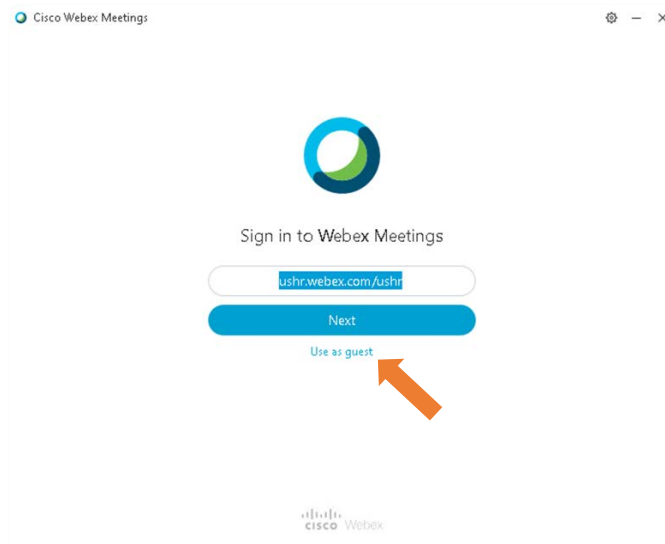 Cisco Webex Meetings
Sign in to Webex Meetings
ushr.webex.com/ushr
Next
Use as guest
CISCO Webex